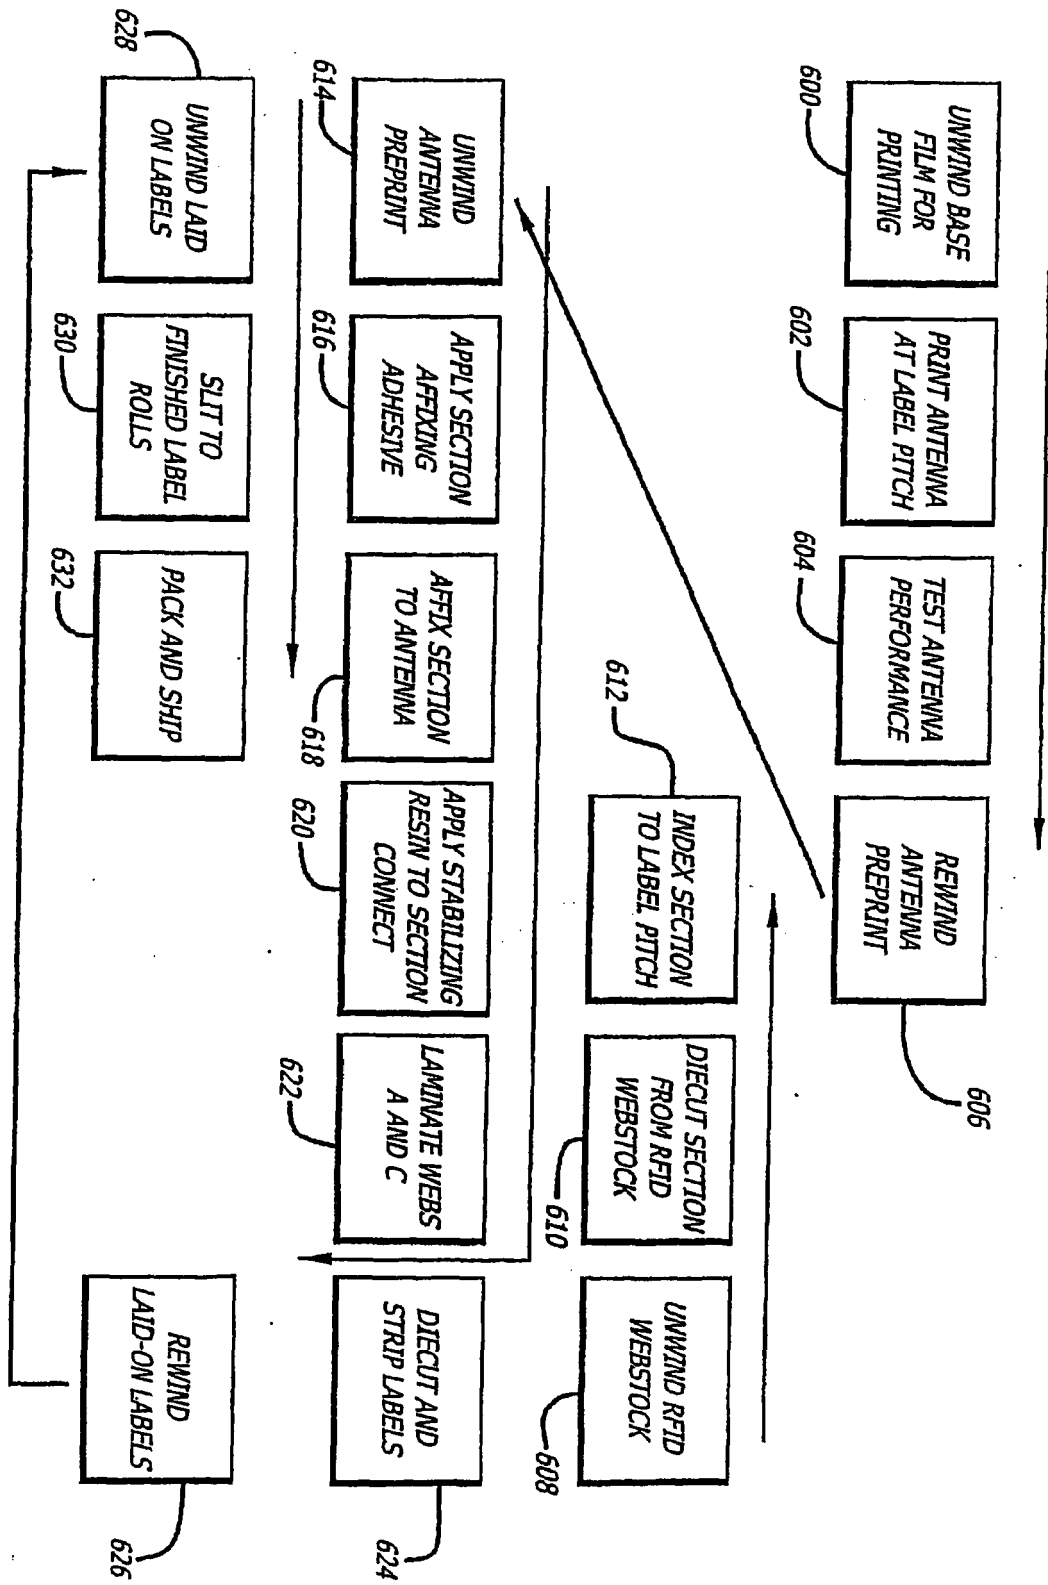 600
UNWIND BASE
FILM FOR
PRINTING
602
PRINT ANTENNA
AT LABEL PITCH
604
TEST ANTENNA
PERFORMANCE
REWIND
ANTENNA
PREPRINT
606
612
INDEX SECTION
TO LABEL PITCH
DIECUT SECTION
FROM RFID
WEBSTOCK
610
UNWIND RFID
WEBSTOCK
608
614
UNWIND
ANTENNA
PREPRINT
616
APPLY SECTION
AFFIXING
ADHESIVE
AFFIX SECTION
TO ANTENNA
618
620
APPLY STABILIZING
RESIN TO SECTION
CONNECT
622
LAMINATE WEBS
A AND C
DIECUT AND
STRIP LABELS
624
628
UNWIND LAID
ON LABELS
630
SLIT TO
FINISHED LABEL
ROLLS
632
PACK AND SHIP
REWIND
LAID-ON LABELS
626